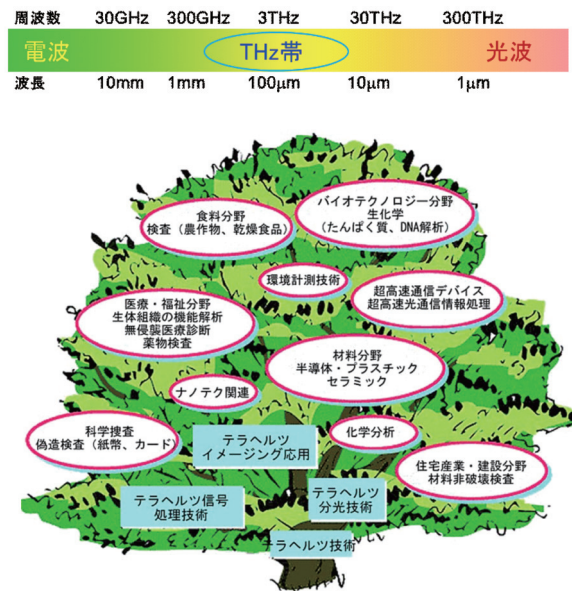 周波数 30GHz 300GHz 3THz 30THz 300THz
電波 THz帯 光波
波長 10mm 1mm 100μm 10μm 1μm
食料分野
検査（農作物、乾燥食品）
バイオテクノロジー分野
生化学
（たんぱく質、DNA解析）
環境計測技術
超高速通信デバイス
超高速光通信情報処理
医療・福祉分野
生体組織の機能解析
無侵襲医療診断
薬物検査
材料分野
半導体・プラスチック
セラミック
ナノテク関連
科学捜査
偽造検査（紙幣、カード）
テラヘルツ
イメージング応用
化学分析
住宅産業・建設分野
材料非破壊検査
テラヘルツ信号
処理技術
テラヘルツ
分光技術
テラヘルツ技術